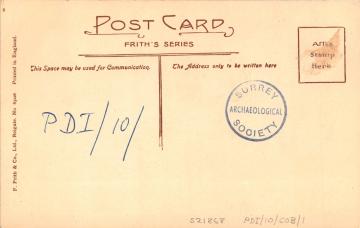 POST CARD
FRITH'S SERIES
This Space may be used for Communication.
The Address only to be written here
Affix
Stamp
Here
F. Frith & Co., Ltd., Reigate. No.
Printed in England.
PDI/10/
SURREY
ARCHAEOLOGICAL
SOCIETY
PDI/10/COB/1